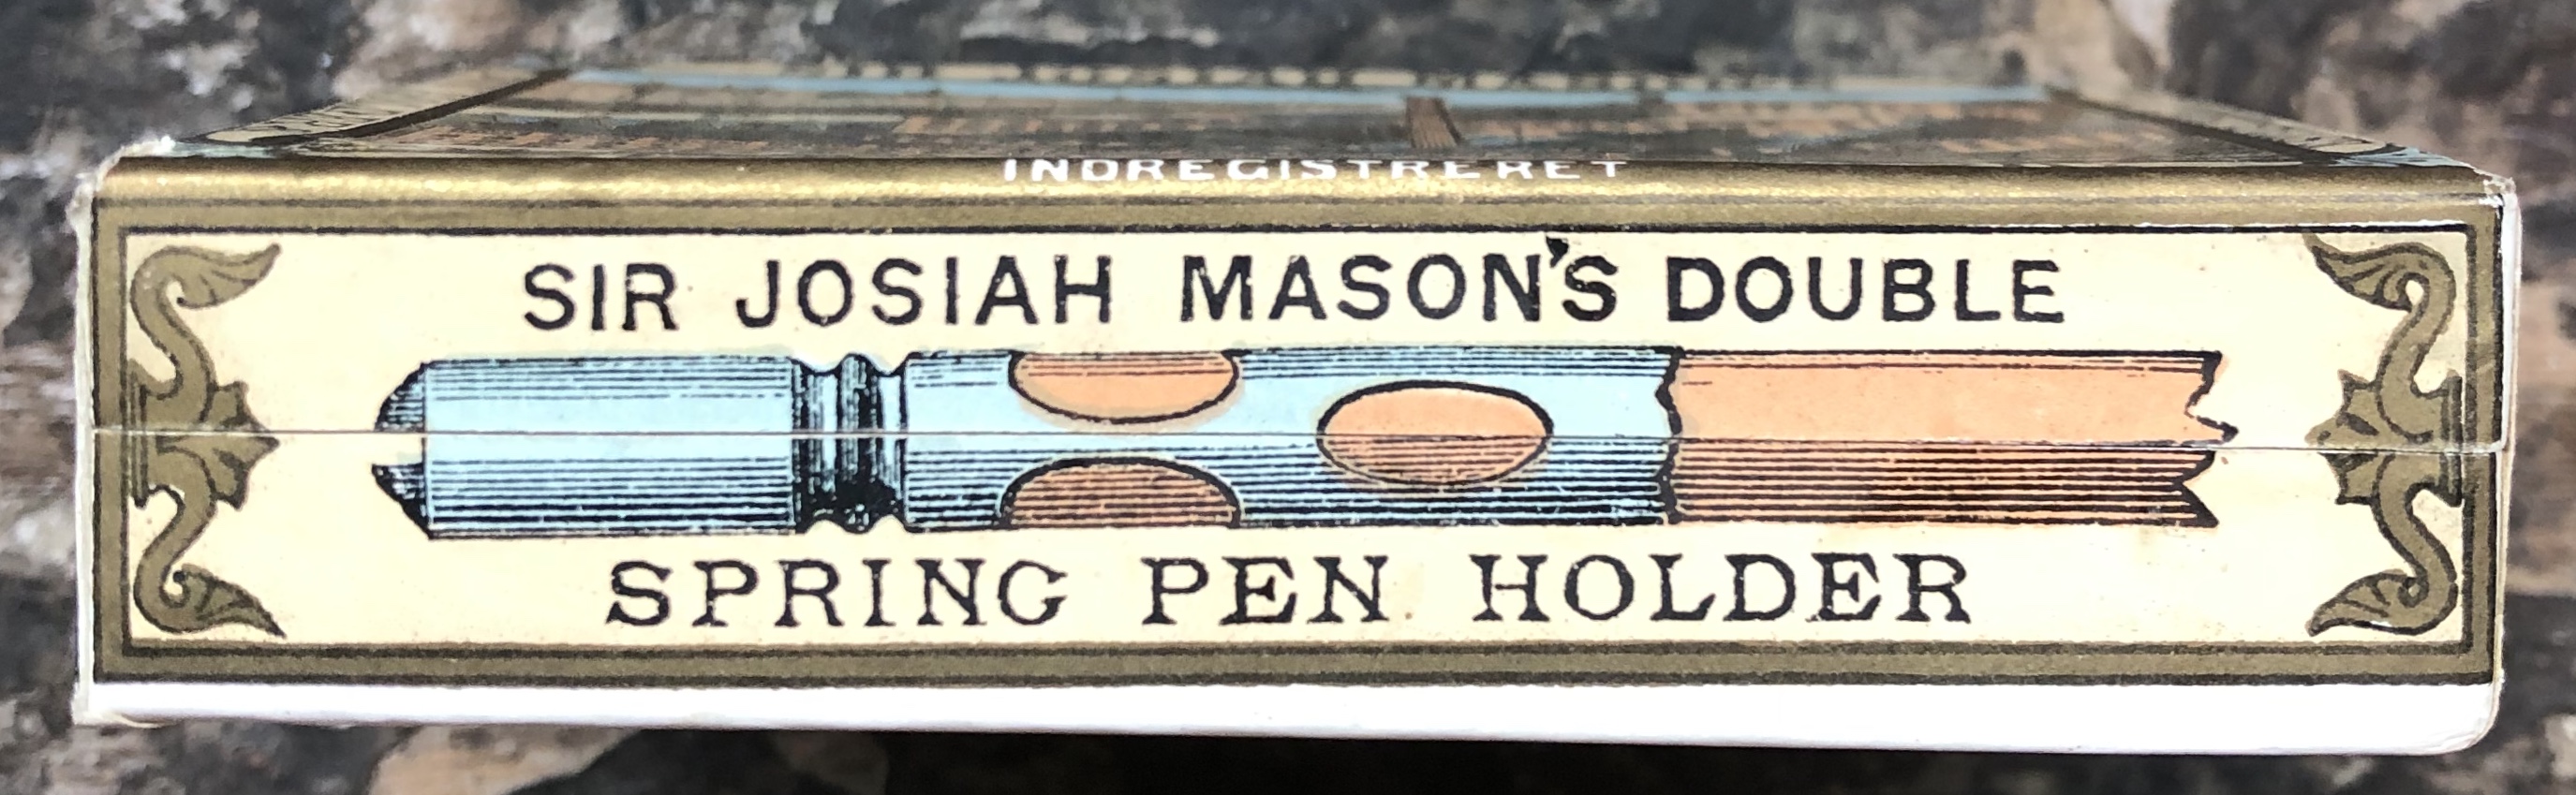 INDREGISTRERET
SIR JOSIAH MASON'S DOUBLE
SPRING PEN HOLDER